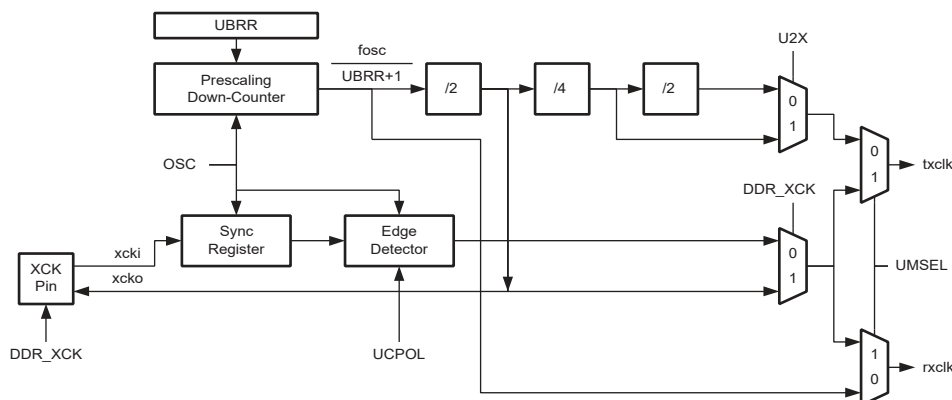 UBRR
fosc
U2X
Prescaling
Down-Counter
UBRR+1
/2
/4
/2
0
1
OSC
0
1
txclk
DDR_XCK
Sync
Register
Edge
Detector
xcki
0
1
XCK
Pin
xcko
UMSEL
DDR_XCK
UCPOL
1
0
rxclk